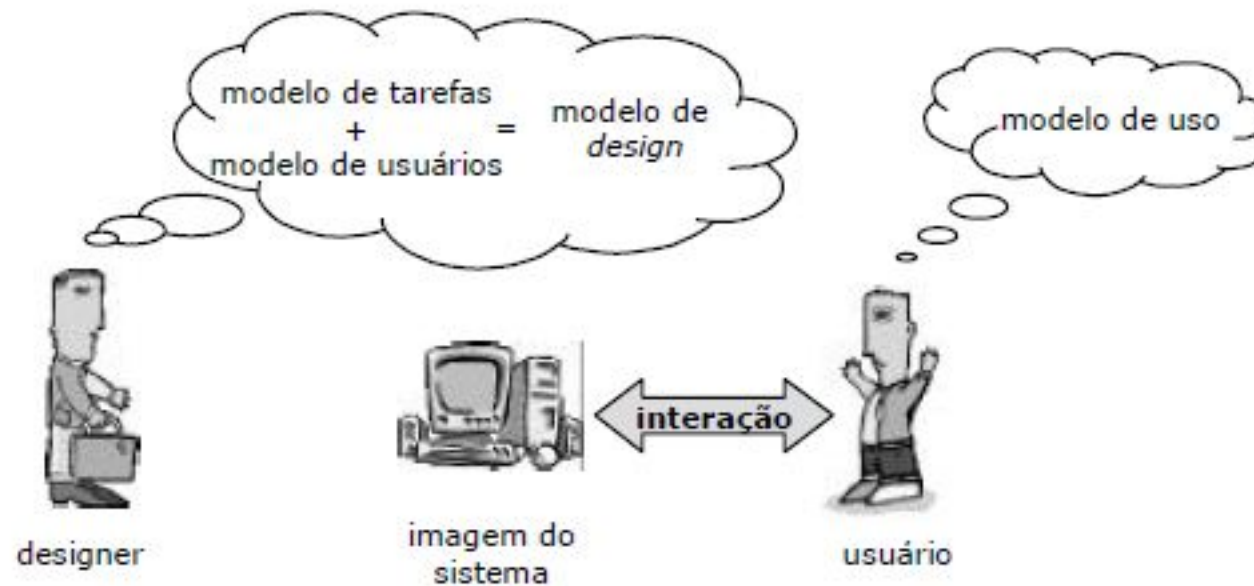 modelo de tarefas
+
modelo de usuários
=
modelo de
design
modelo de uso
interação
designer
imagem do
sistema
usuário